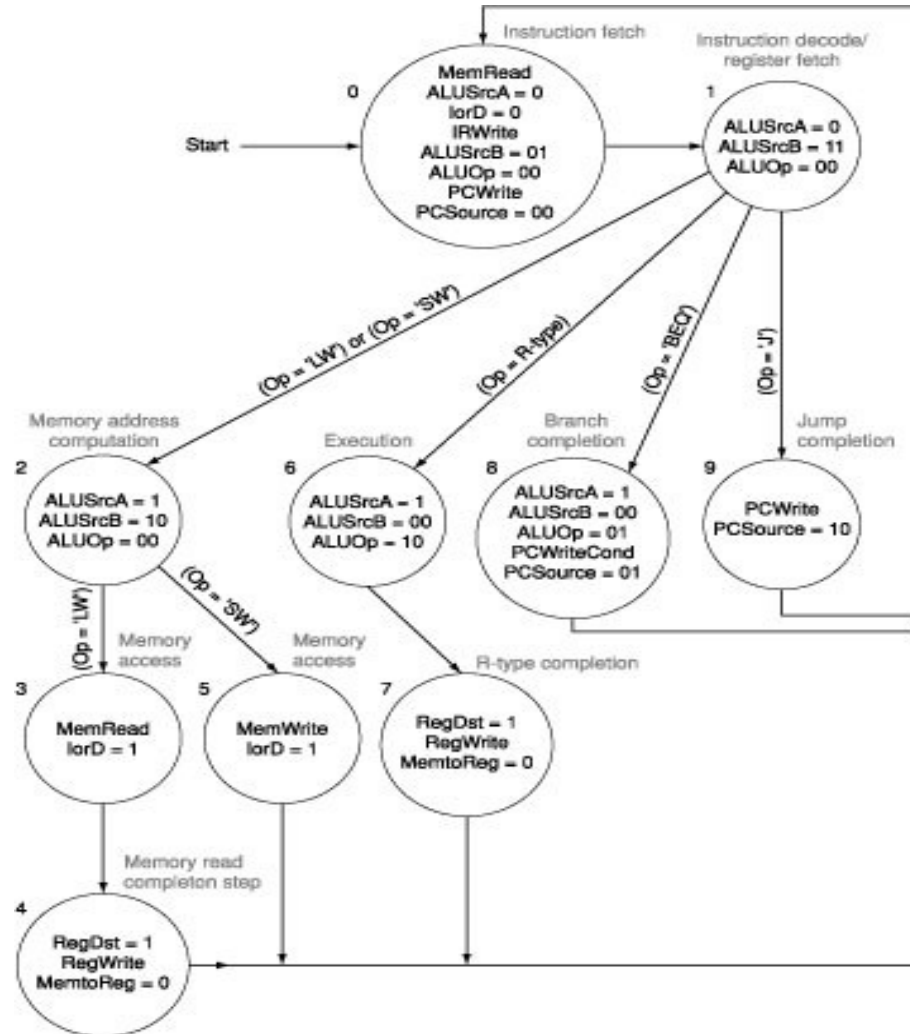 Instruction fetch
Instruction decode/
register fetch
0
MemRead
ALUSrcA = 0
IorD = 0
IRWrite
ALUSrcB = 01
ALUOp = 00
PCWrite
PCSource = 00
1
ALUSrcA = 0
ALUSrcB = 11
ALUOp = 00
Start
(Op = 'LW') or (Op = 'SW')
(Op = R-type)
(Op = 'BEQ')
(Op = 'J')
Memory address
computation
2
ALUSrcA = 1
ALUSrcB = 10
ALUOp = 00
Execution
6
ALUSrcA = 1
ALUSrcB = 00
ALUOp = 10
Branch
completion
8
ALUSrcA = 1
ALUSrcB = 00
ALUOp = 01
PCWriteCond
PCSource = 01
Jump
completion
9
PCWrite
PCSource = 10
(Op = 'LW')
(Op = 'SW')
Memory
access
3
MemRead
IorD = 1
Memory
access
5
MemWrite
IorD = 1
R-type completion
7
RegDst = 1
RegWrite
MemtoReg = 0
Memory read
completon step
4
RegDst = 1
RegWrite
MemtoReg = 0